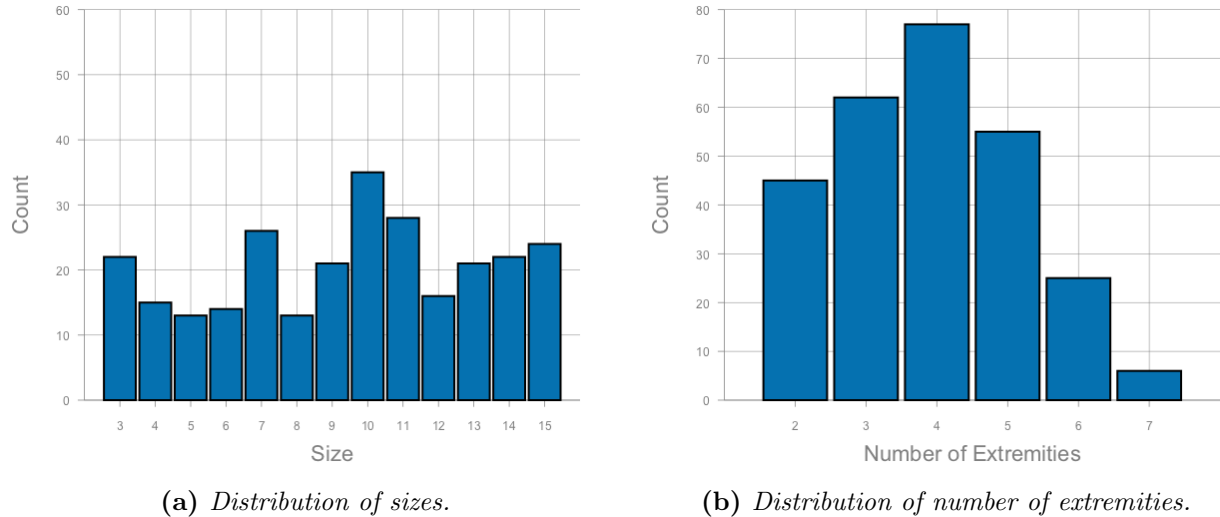 60
50
40
30
20
10
0
Count
3 4 5 6 7 8 9 10 11 12 13 14 15
Size
(a) Distribution of sizes.
80
70
60
50
40
30
20
10
0
Count
2 3 4 5 6 7
Number of Extremities
(b) Distribution of number of extremities.